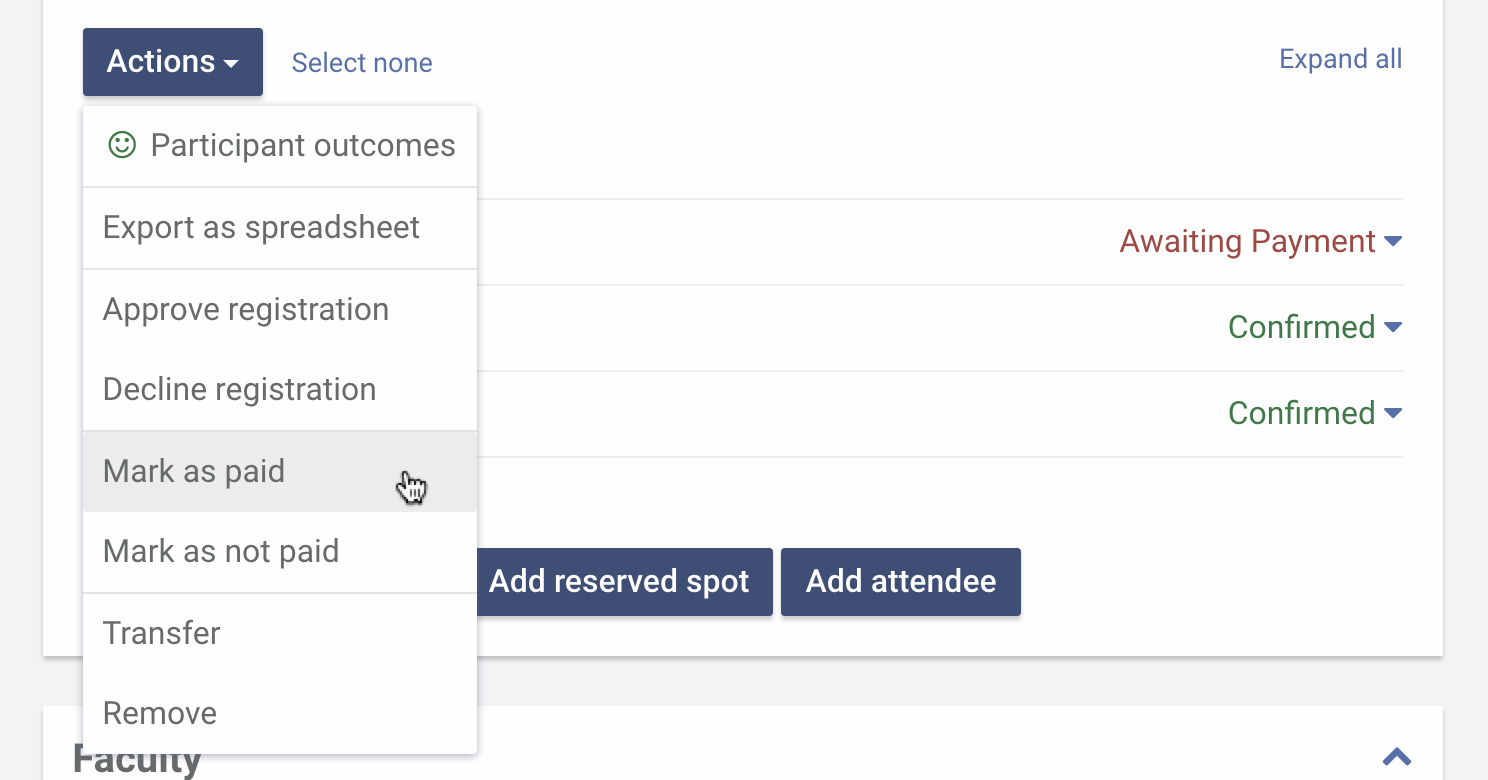 Actions
Select none
Expand all
Participant outcomes
Export as spreadsheet
Approve registration
Decline registration
Mark as paid
Mark as not paid
Transfer
Remove
Awaiting Payment
Confirmed
Confirmed
Add reserved spot
Add attendee
Faculty